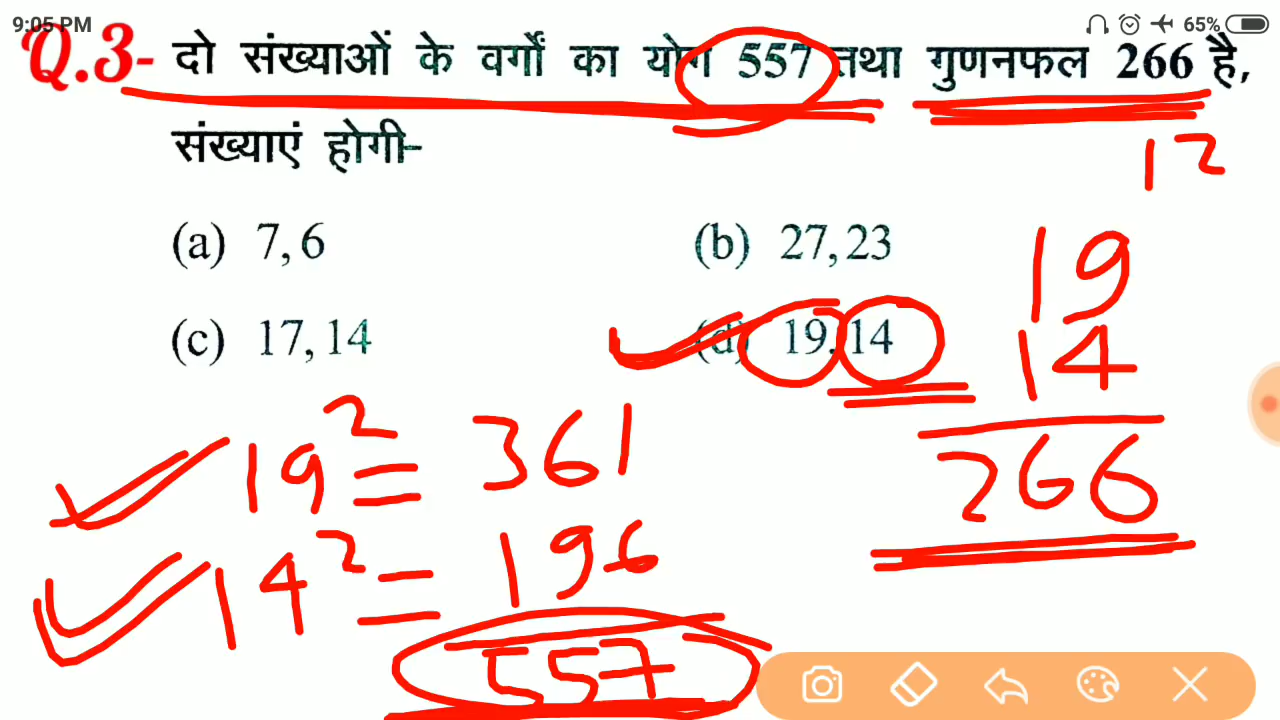 9:05 PM 65%
Q.3- दो संख्याओं के वर्गों का योग 557 तथा गुणनफल 266 है,
संख्याएं होगी-
12
(a) 7, 6 (b) 27, 23
(c) 17, 14 (d) 19, 14
19
14
266
19² = 361
14² = 196
557